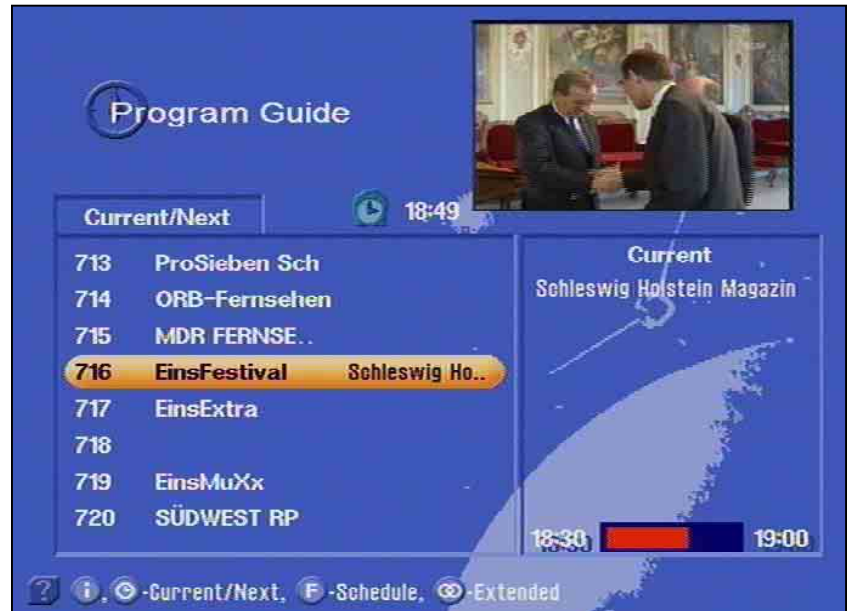 Program Guide
Current/Next
18:49
713 ProSieben Sch
714 ORB-Fernsehen
715 MDR FERNSE..
716 EinsFestival Schleswig Ho..
717 EinsExtra
718
719 EinsMuXx
720 SÜDWEST RP
Current
Schleswig Holstein Magazin
18:30 19:00
? i, -Current/Next, F -Schedule, -Extended